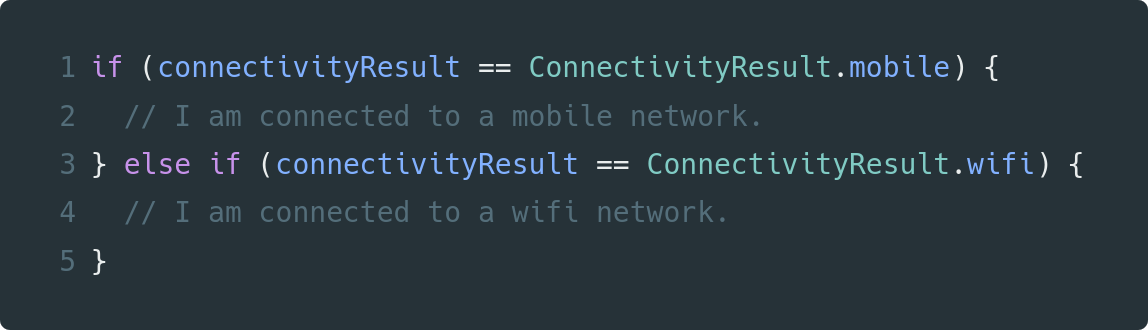 1 if (connectivityResult == ConnectivityResult.mobile) {
2   // I am connected to a mobile network.
3 } else if (connectivityResult == ConnectivityResult.wifi) {
4   // I am connected to a wifi network.
5 }